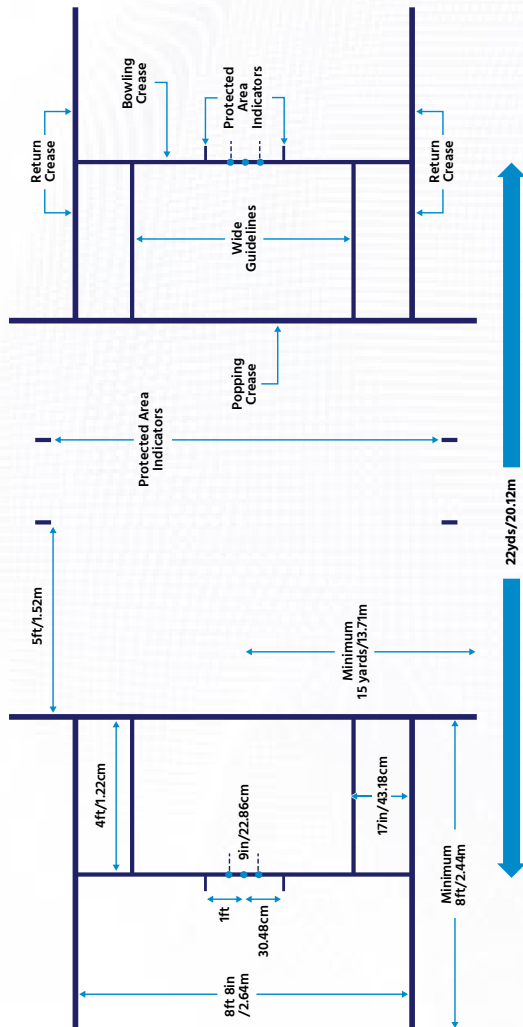 Return
Crease
Bowling
Crease
Protected
Area
Indicators
Wide
Guidelines
Return
Crease
Popping
Crease
Protected Area
Indicators
22yds/20.12m
5ft/1.52m
Minimum
15 yards/13.71m
4ft/1.22cm
9in/22.86cm
17in/43.18cm
1ft
30.48cm
8ft 8in
/2.64m
Minimum
8ft/2.44m